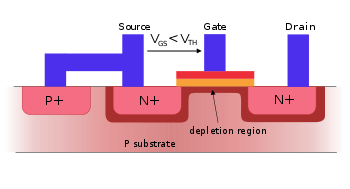 Source
Gate
Drain
VGS < VTH
P+
N+
N+
depletion region
P substrate